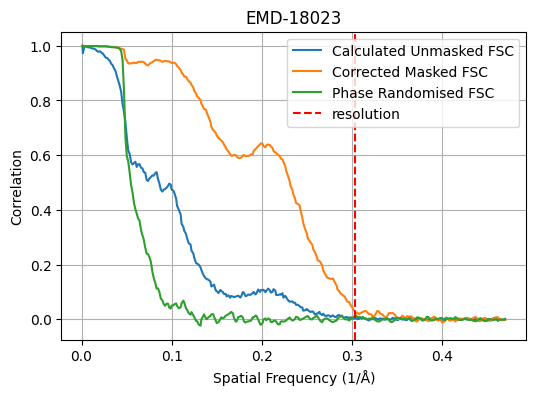 EMD-18023
Calculated Unmasked FSC
Corrected Masked FSC
Phase Randomised FSC
resolution
Correlation
1.0
0.8
0.6
0.4
0.2
0.0
0.0 0.1 0.2 0.3 0.4
Spatial Frequency (1/Å)